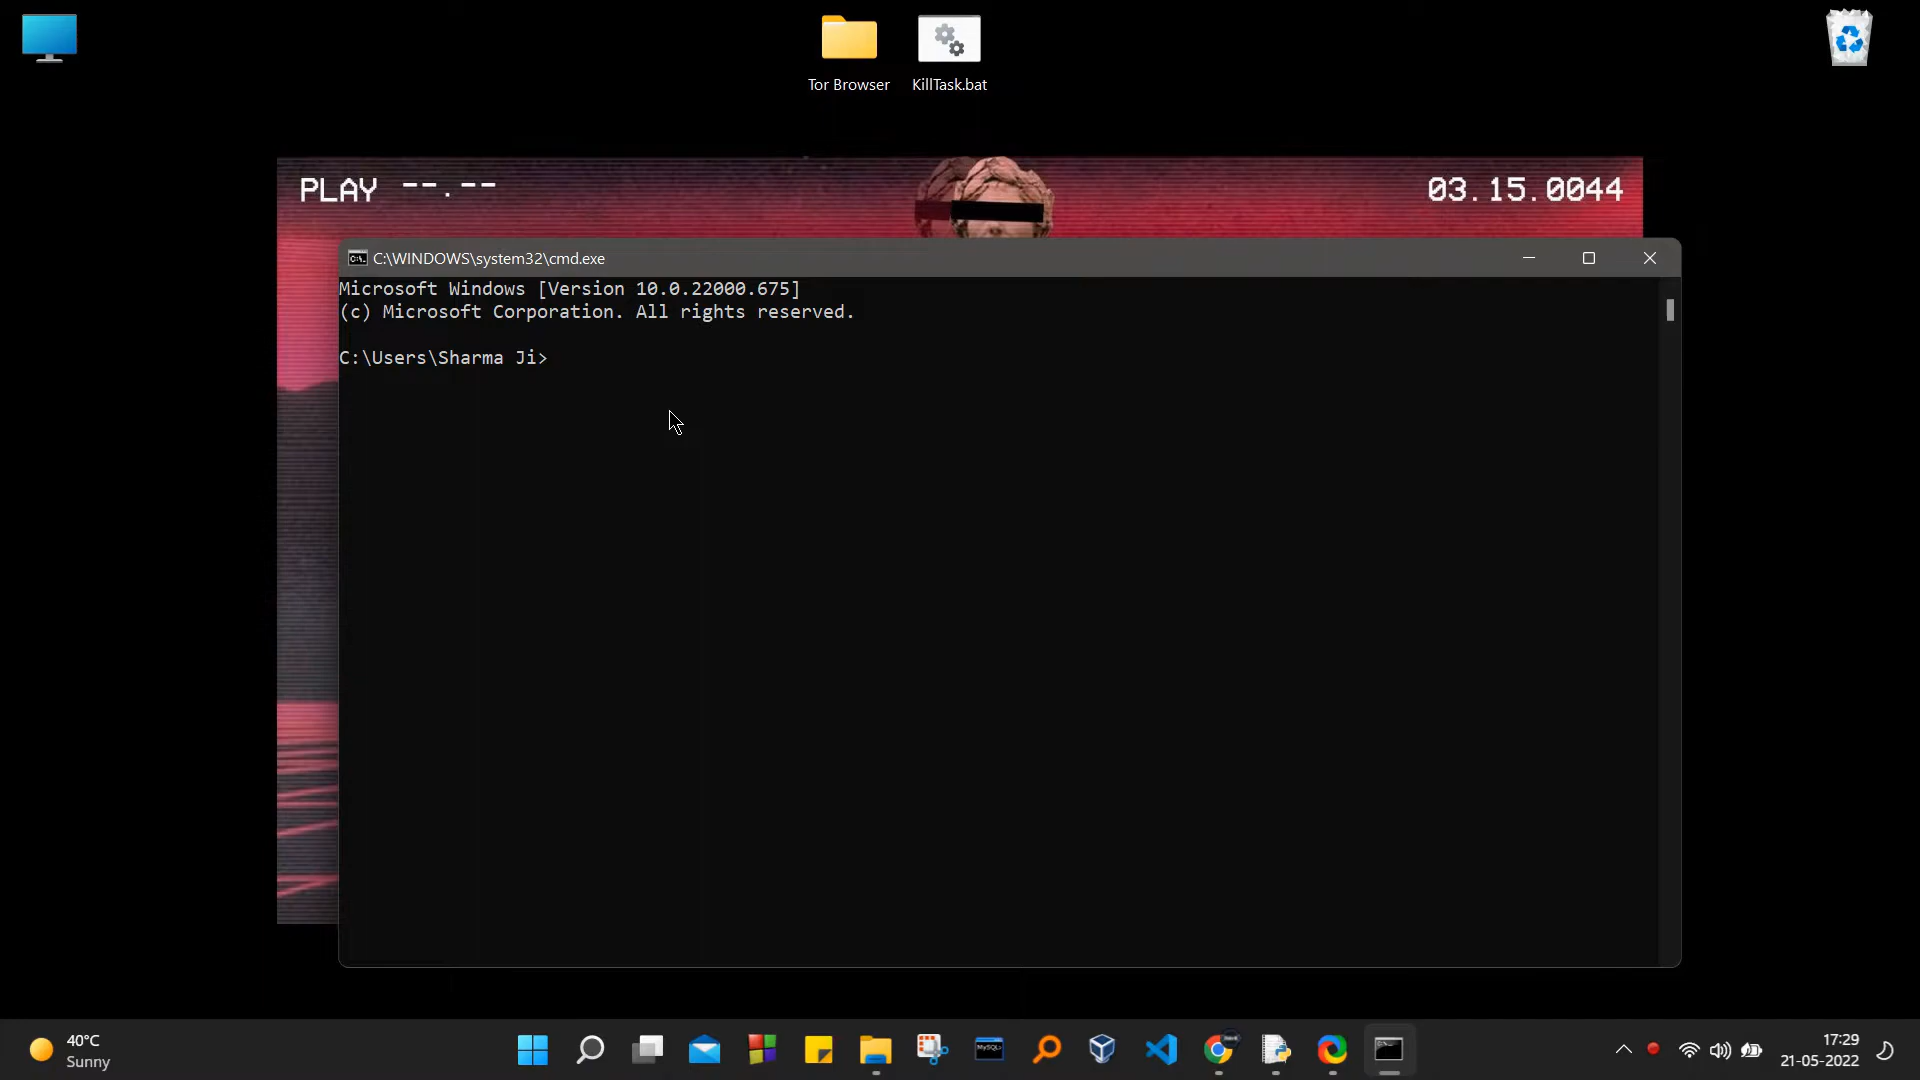 Tor Browser
KillTask.bat
PLAY --.--
03.15.0044
C:\WINDOWS\system32\cmd.exe
Microsoft Windows [Version 10.0.22000.675]
(c) Microsoft Corporation. All rights reserved.
C:\Users\Sharma Ji>
40°C
Sunny
MySQL>
17:29
21-05-2022